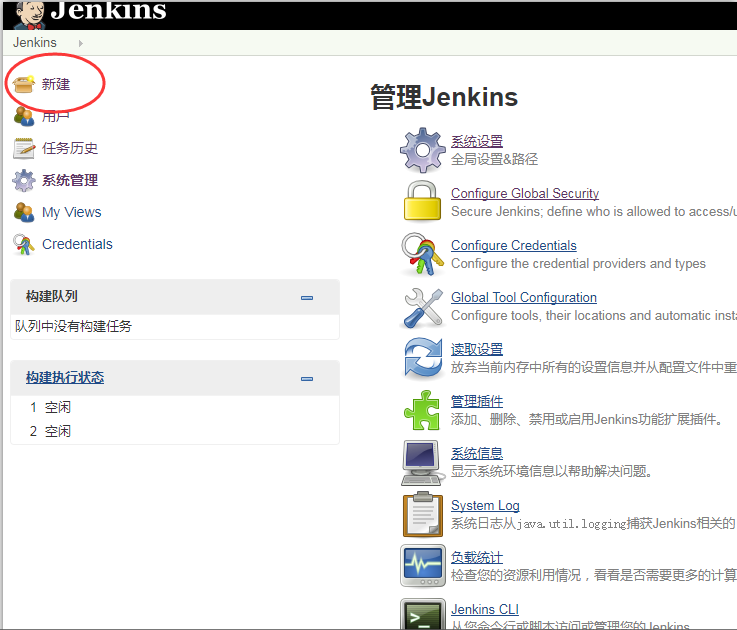 Jenkins
Jenkins
新建
用户
任务历史
系统管理
My Views
Credentials
构建队列
队列中没有构建任务
构建执行状态
1 空闲
2 空闲
管理Jenkins
系统设置
全局设置&路径
Configure Global Security
Secure Jenkins; define who is allowed to access/u
Configure Credentials
Configure the credential providers and types
Global Tool Configuration
Configure tools, their locations and automatic insta
读取设置
放弃当前内存中所有的设置信息并从配置文件中重
管理插件
添加、删除、禁用或启用Jenkins功能扩展插件。
系统信息
显示系统环境信息以帮助解决问题。
System Log
系统日志从java.util.logging捕获Jenkins相关的
负载统计
检查您的资源利用情况，看看是否需要更多的计算
Jenkins CLI
从您命令行或脚本访问或管理您的Jenkins